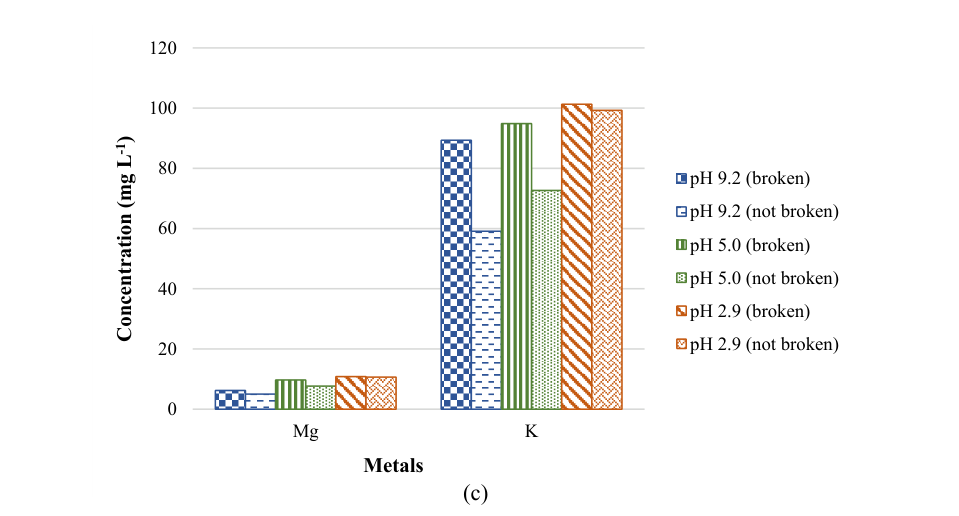 120
100
80
60
40
20
0
Concentration (mg L⁻¹)
Mg
K
Metals
pH 9.2 (broken)
pH 9.2 (not broken)
pH 5.0 (broken)
pH 5.0 (not broken)
pH 2.9 (broken)
pH 2.9 (not broken)
(c)